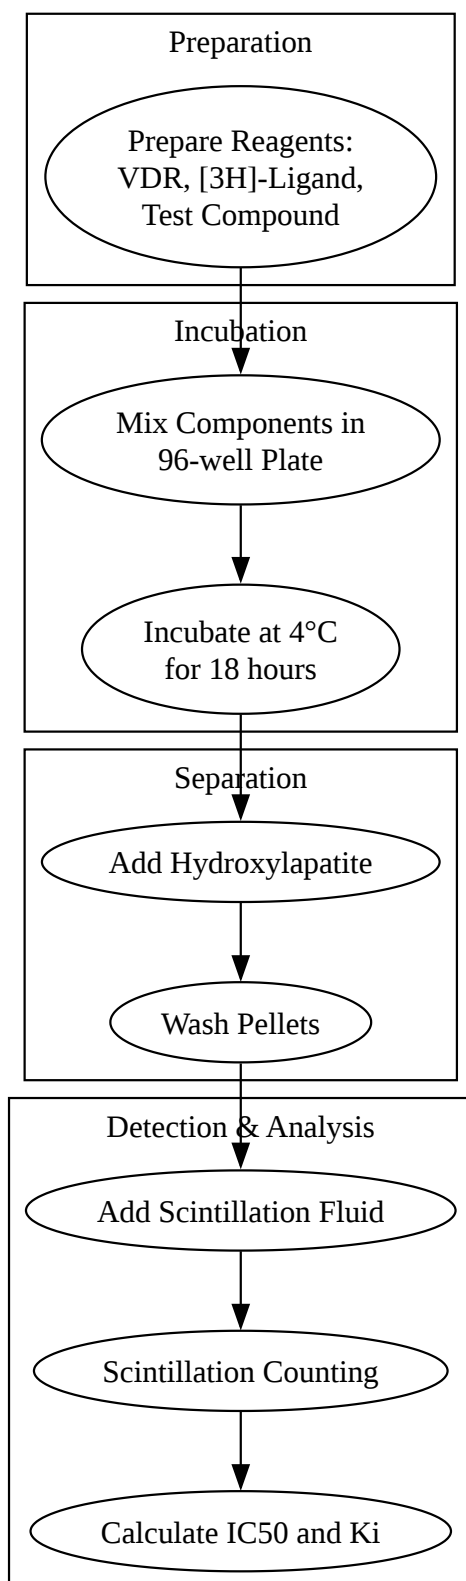 Preparation
Prepare Reagents:
VDR, [3H]-Ligand,
Test Compound
Incubation
Mix Components in
96-well Plate
Incubate at 4°C
for 18 hours
Separation
Add Hydroxylapatite
Wash Pellets
Detection & Analysis
Add Scintillation Fluid
Scintillation Counting
Calculate IC50 and Ki